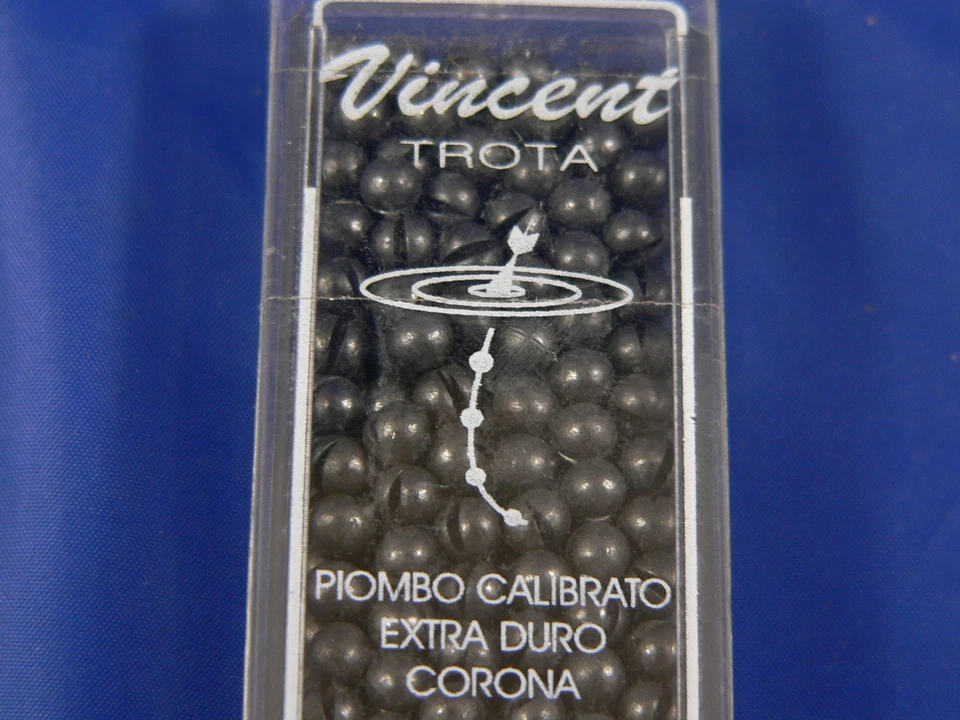 Vincent
TROTA
PIOMBO CALIBRATO
EXTRA DURO
CORONA